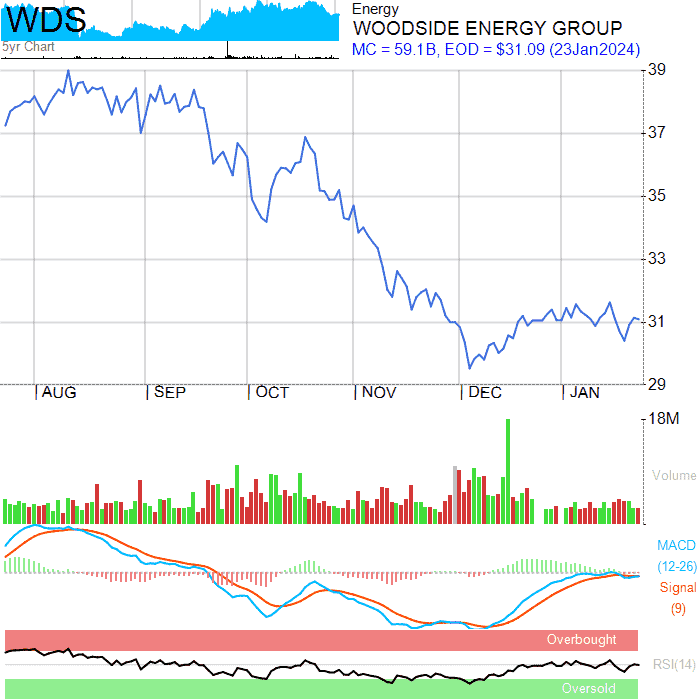 WDS
5yr Chart
Energy
WOODSIDE ENERGY GROUP
MC = 59.1B, EOD = $31.09 (23Jan2024)
39
37
35
33
31
29
AUG
SEP
OCT
NOV
DEC
JAN
18M
Volume
MACD
(12-26)
Signal
(9)
Overbought
RSI(14)
Oversold